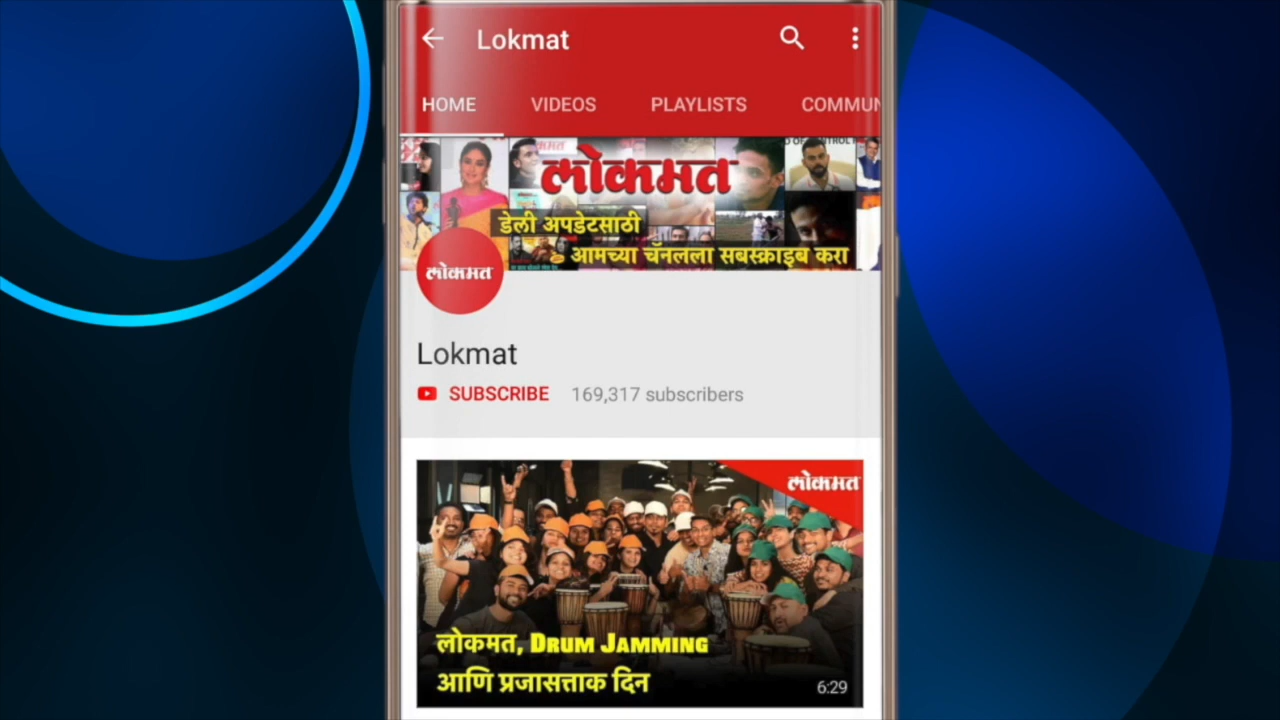 Lokmat
HOME VIDEOS PLAYLISTS COMMUN
लोकमत
डेली अपडेटसाठी
आमच्या चॅनलला सबस्क्राइब करा
लोकमत
Lokmat
SUBSCRIBE 169,317 subscribers
लोकमत
लोकमत, DRUM JAMMING
आणि प्रजासत्ताक दिन
6:29